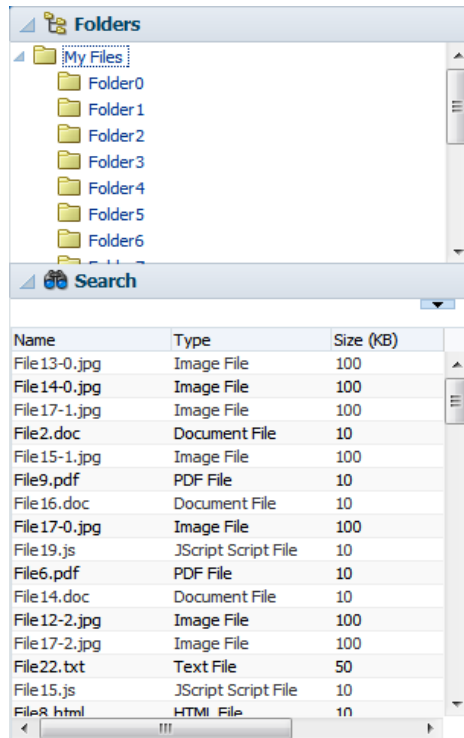 Folders
My Files
Folder0
Folder1
Folder2
Folder3
Folder4
Folder5
Folder6
Search
Name Type Size (KB)
File13-0.jpg Image File 100
File14-0.jpg Image File 100
File17-1.jpg Image File 100
File2.doc Document File 10
File15-1.jpg Image File 100
File9.pdf PDF File 10
File16.doc Document File 10
File17-0.jpg Image File 100
File19.js JScript Script File 10
File6.pdf PDF File 10
File14.doc Document File 10
File12-2.jpg Image File 100
File17-2.jpg Image File 100
File22.txt Text File 50
File15.js JScript Script File 10
File8.html HTML File 10